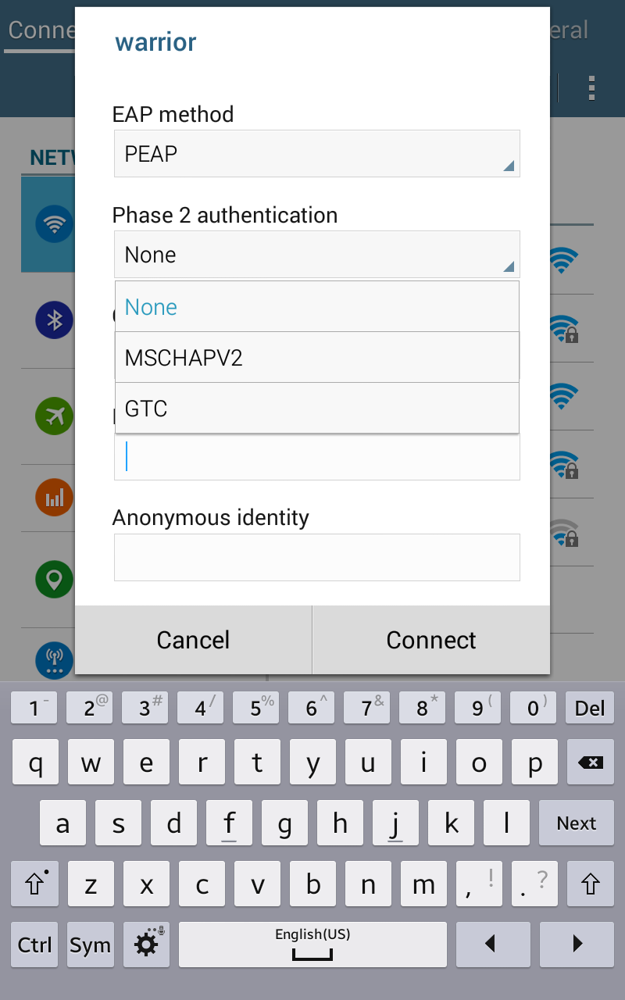 Conne
eral
warrior
NETW
EAP method
PEAP
Phase 2 authentication
None
None
MSCHAPV2
GTC
Anonymous identity
Cancel
Connect
1 - 2 @ 3 # 4 / 5 % 6 ^ 7 & 8 * 9 ( 0 ) Del
q w e r t y u i o p
a s d f g h j k l Next
z x c v b n m , ! . ?
Ctrl Sym English(US)